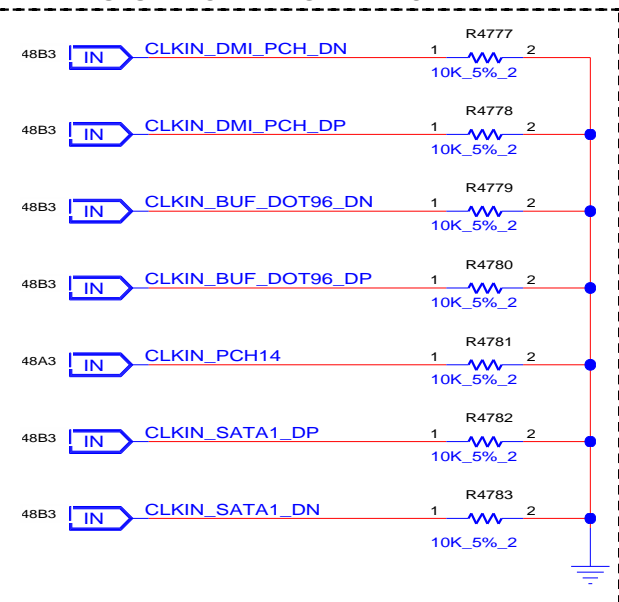 R4777
48B3 IN CLKIN_DMI_PCH_DN 1 2
10K_5%_2
R4778
48B3 IN CLKIN_DMI_PCH_DP 1 2
10K_5%_2
R4779
48B3 IN CLKIN_BUF_DOT96_DN 1 2
10K_5%_2
R4780
48B3 IN CLKIN_BUF_DOT96_DP 1 2
10K_5%_2
R4781
48A3 IN CLKIN_PCH14 1 2
10K_5%_2
R4782
48B3 IN CLKIN_SATA1_DP 1 2
10K_5%_2
R4783
48B3 IN CLKIN_SATA1_DN 1 2
10K_5%_2